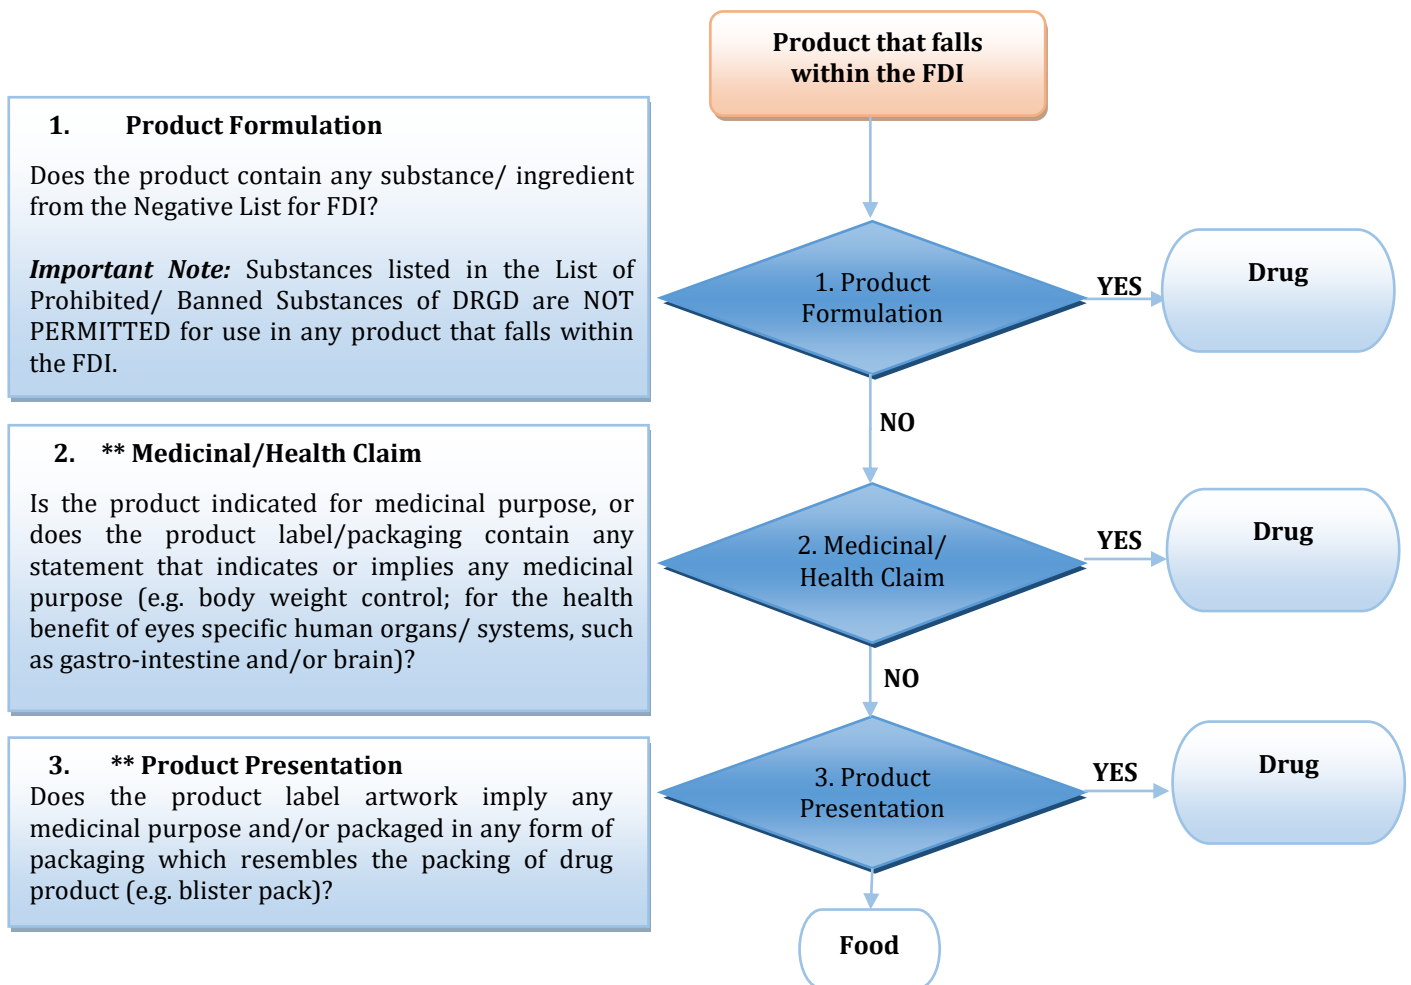 Product that falls
within the FDI
1. Product Formulation
Does the product contain any substance/ ingredient
from the Negative List for FDI?
Important Note: Substances listed in the List of
Prohibited/ Banned Substances of DRGD are NOT
PERMITTED for use in any product that falls within
the FDI.
1. Product
Formulation
YES
Drug
NO
2. ** Medicinal/Health Claim
Is the product indicated for medicinal purpose, or
does the product label/packaging contain any
statement that indicates or implies any medicinal
purpose (e.g. body weight control; for the health
benefit of eyes specific human organs/ systems, such
as gastro-intestine and/or brain)?
2. Medicinal/
Health Claim
YES
Drug
NO
3. ** Product Presentation
Does the product label artwork imply any
medicinal purpose and/or packaged in any form of
packaging which resembles the packing of drug
product (e.g. blister pack)?
3. Product
Presentation
YES
Drug
Food